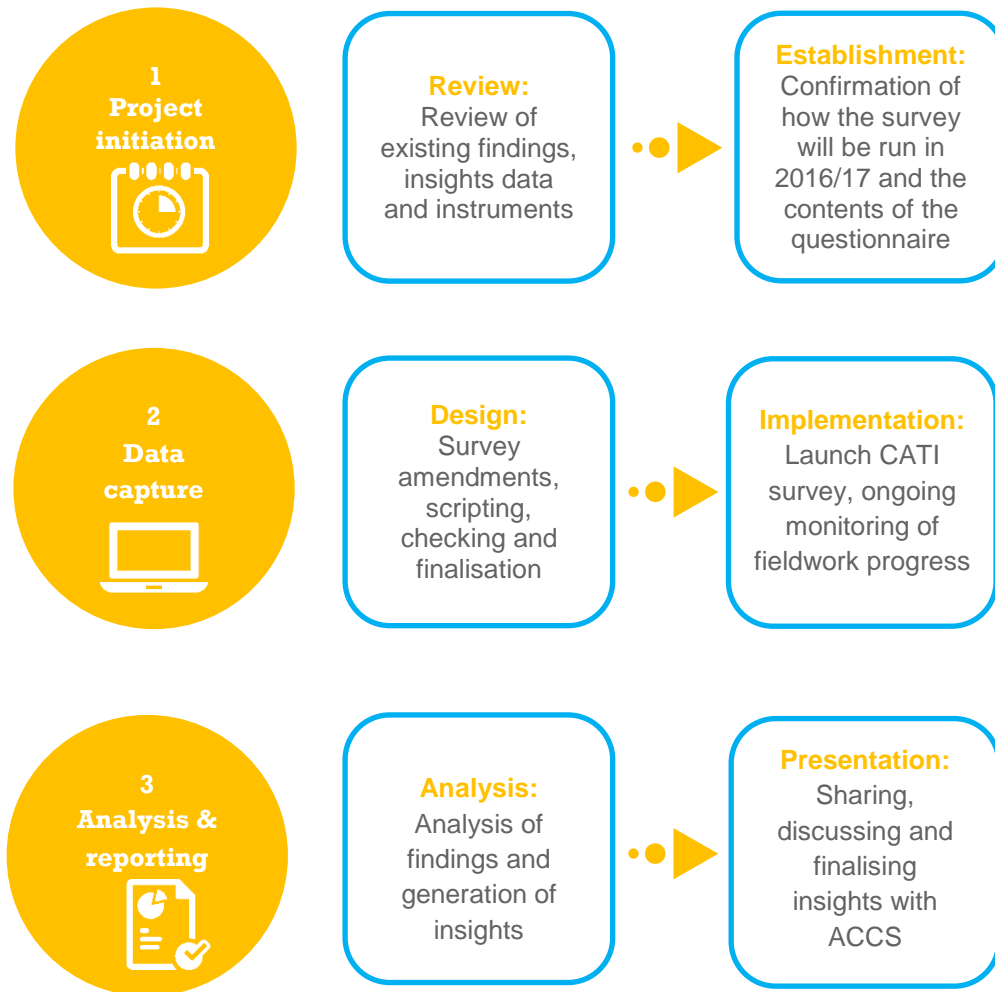 1
Project
initiation
Review:
Review of
existing findings,
insights data
and instruments
Establishment:
Confirmation of
how the survey
will be run in
2016/17 and the
contents of the
questionnaire
2
Data
capture
Design:
Survey
amendments,
scripting,
checking and
finalisation
Implementation:
Launch CATI
survey, ongoing
monitoring of
fieldwork progress
3
Analysis &
reporting
Analysis:
Analysis of
findings and
generation of
insights
Presentation:
Sharing,
discussing and
finalising
insights with
ACCS